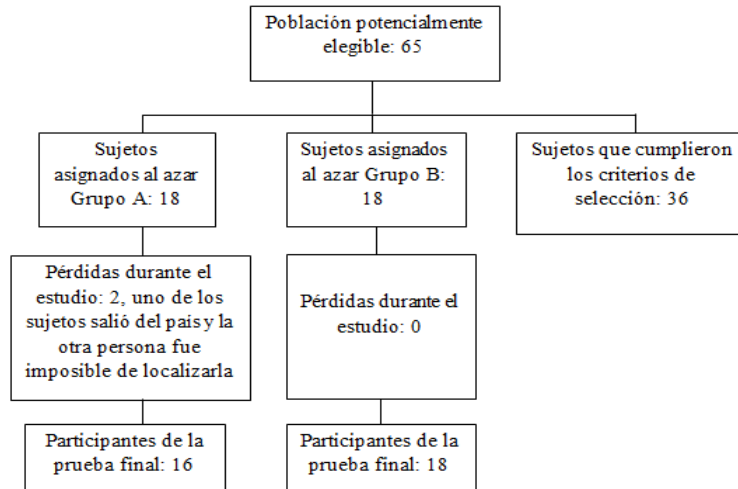 Población potencialmente
elegible: 65
Sujetos
asignados al azar
Grupo A: 18
Sujetos asignados
al azar Grupo B:
18
Sujetos que cumplieron
los criterios de
selección: 36
Pérdidas durante el
estudio: 2, uno de los
sujetos salió del país y la
otra persona fue
imposible de localizarla
Pérdidas durante el
estudio: 0
Participantes de la
prueba final: 16
Participantes de la
prueba final: 18